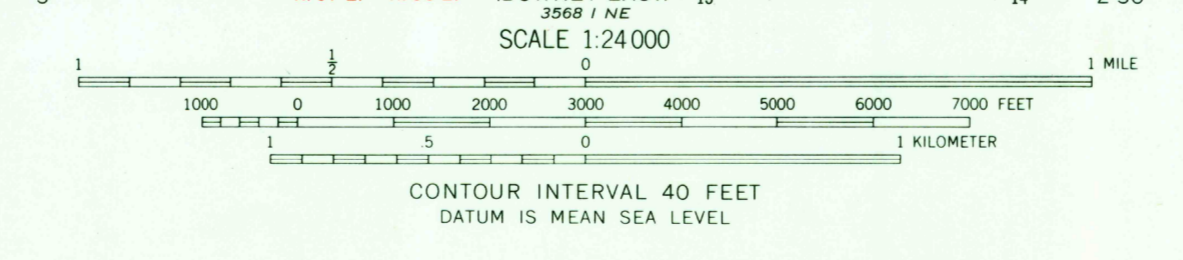 3568 I NE
SCALE 1:24 000
1 ½ 0 1 MILE
1000 0 1000 2000 3000 4000 5000 6000 7000 FEET
1 .5 0 1 KILOMETER
CONTOUR INTERVAL 40 FEET
DATUM IS MEAN SEA LEVEL